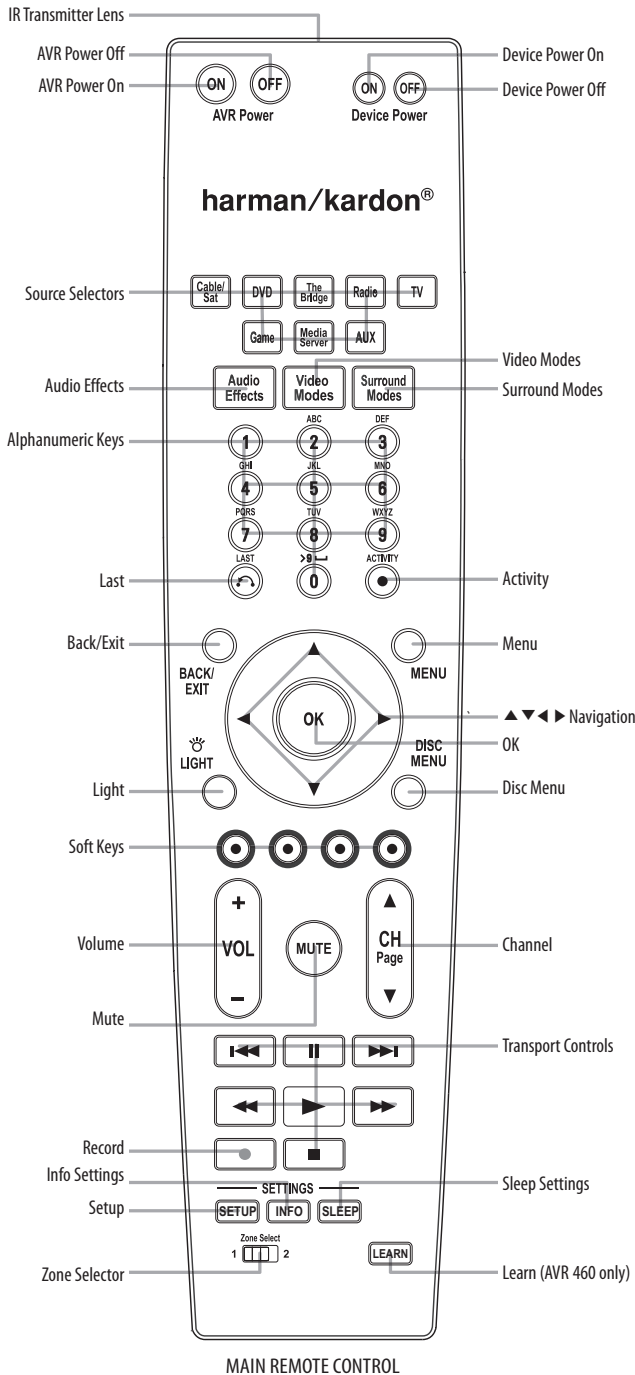 IR Transmitter Lens
AVR Power Off
Device Power On
AVR Power On
Device Power Off
ON OFF ON OFF
AVR Power Device Power
harman/kardon®
Source Selectors
Cable/
Sat
DVD
The
Bridge
Radio
TV
Game
Media
Server
AUX
Video Modes
Audio Effects
Audio
Effects
Video
Modes
Surround
Modes
Surround Modes
Alphanumeric Keys
ABC DEF
1 2 3
GHI JKL MNO
4 5 6
PQRS TUV WXYZ
7 8 9
LAST >9 ACTIVITY
Last
0
Activity
Back/Exit
Menu
BACK/
EXIT
MENU
▲ ▼ ◀ ▶ Navigation
OK
OK
LIGHT
DISC
MENU
Light
Disc Menu
Soft Keys
+
Volume
VOL
–
MUTE
CH
Page
Channel
Mute
Transport Controls
Record
Info Settings
SETTINGS
Sleep Settings
Setup
SETUP INFO SLEEP
Zone Select
1 2
LEARN
Zone Selector
Learn (AVR 460 only)
MAIN REMOTE CONTROL